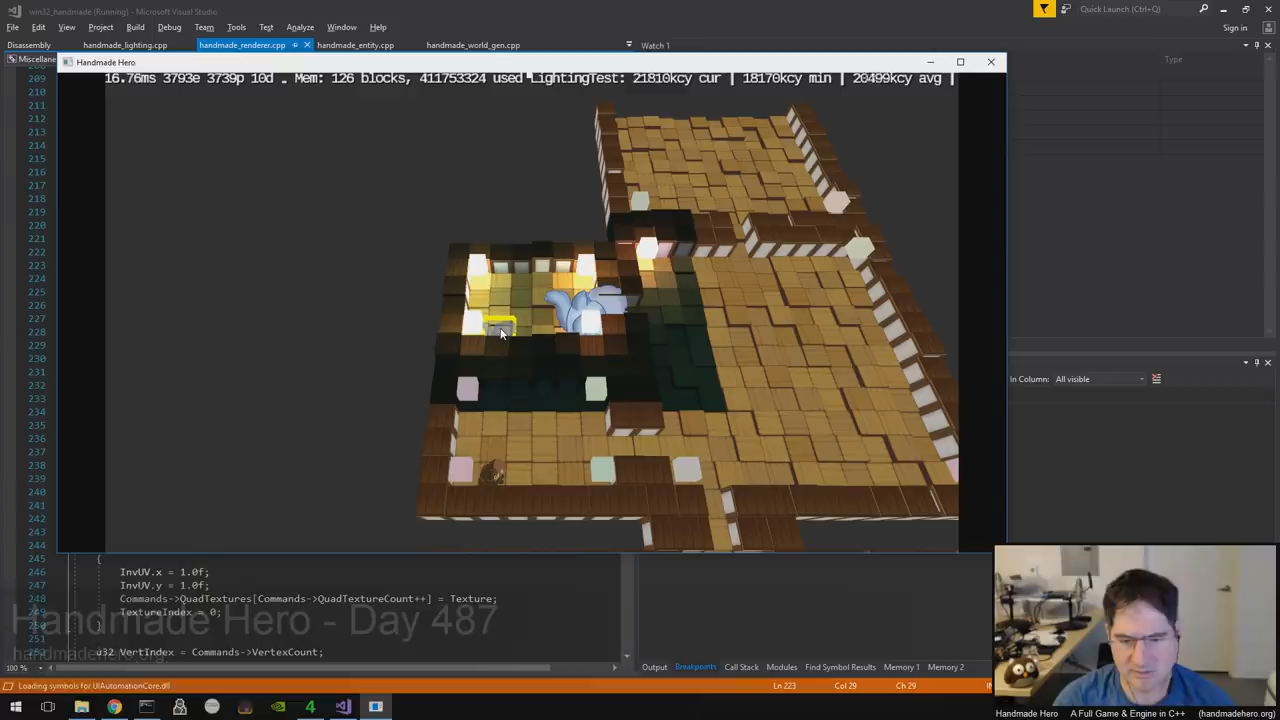 win32_handmade (Running) - Microsoft Visual Studio
Quick Launch (Ctrl+Q)
File Edit View Project Build Debug Team Tools Test Analyze Window Help
Sign in
Disassembly handmade_lighting.cpp handmade_renderer.cpp handmade_entity.cpp handmade_world_gen.cpp Watch 1
Miscellane
Handmade Hero
Type
16.76ms 3793e 3739p 10d Mem: 126 blocks, 411753324 used LightingTest: 21810kcy cur | 18170kcy min | 20499kcy avg |
209
210
211
212
213
214
215
216
217
218
219
220
221
222
223
224
225
226
227
228
229
230
231
232
233
234
235
236
237
238
239
240
241
242
243
244
In Column: All visible
245 {
246 InvUV.x = 1.0f;
247 InvUV.y = 1.0f;
248 Commands->QuadTextures[Commands->QuadTextureCount++] = Texture;
249 TextureIndex = 0;
250 }
251
u32 VertIndex = Commands->VertexCount;
Handmade Hero - Day 487
handmadehero.org
100 %
Output Breakpoints Call Stack Modules Find Symbol Results Memory 1 Memory 2
Loading symbols for UIAutomationCore.dll
Ln 223 Col 29 Ch 29
Handmade Hero A Full Game & Engine in C++ (handmadehero.org)